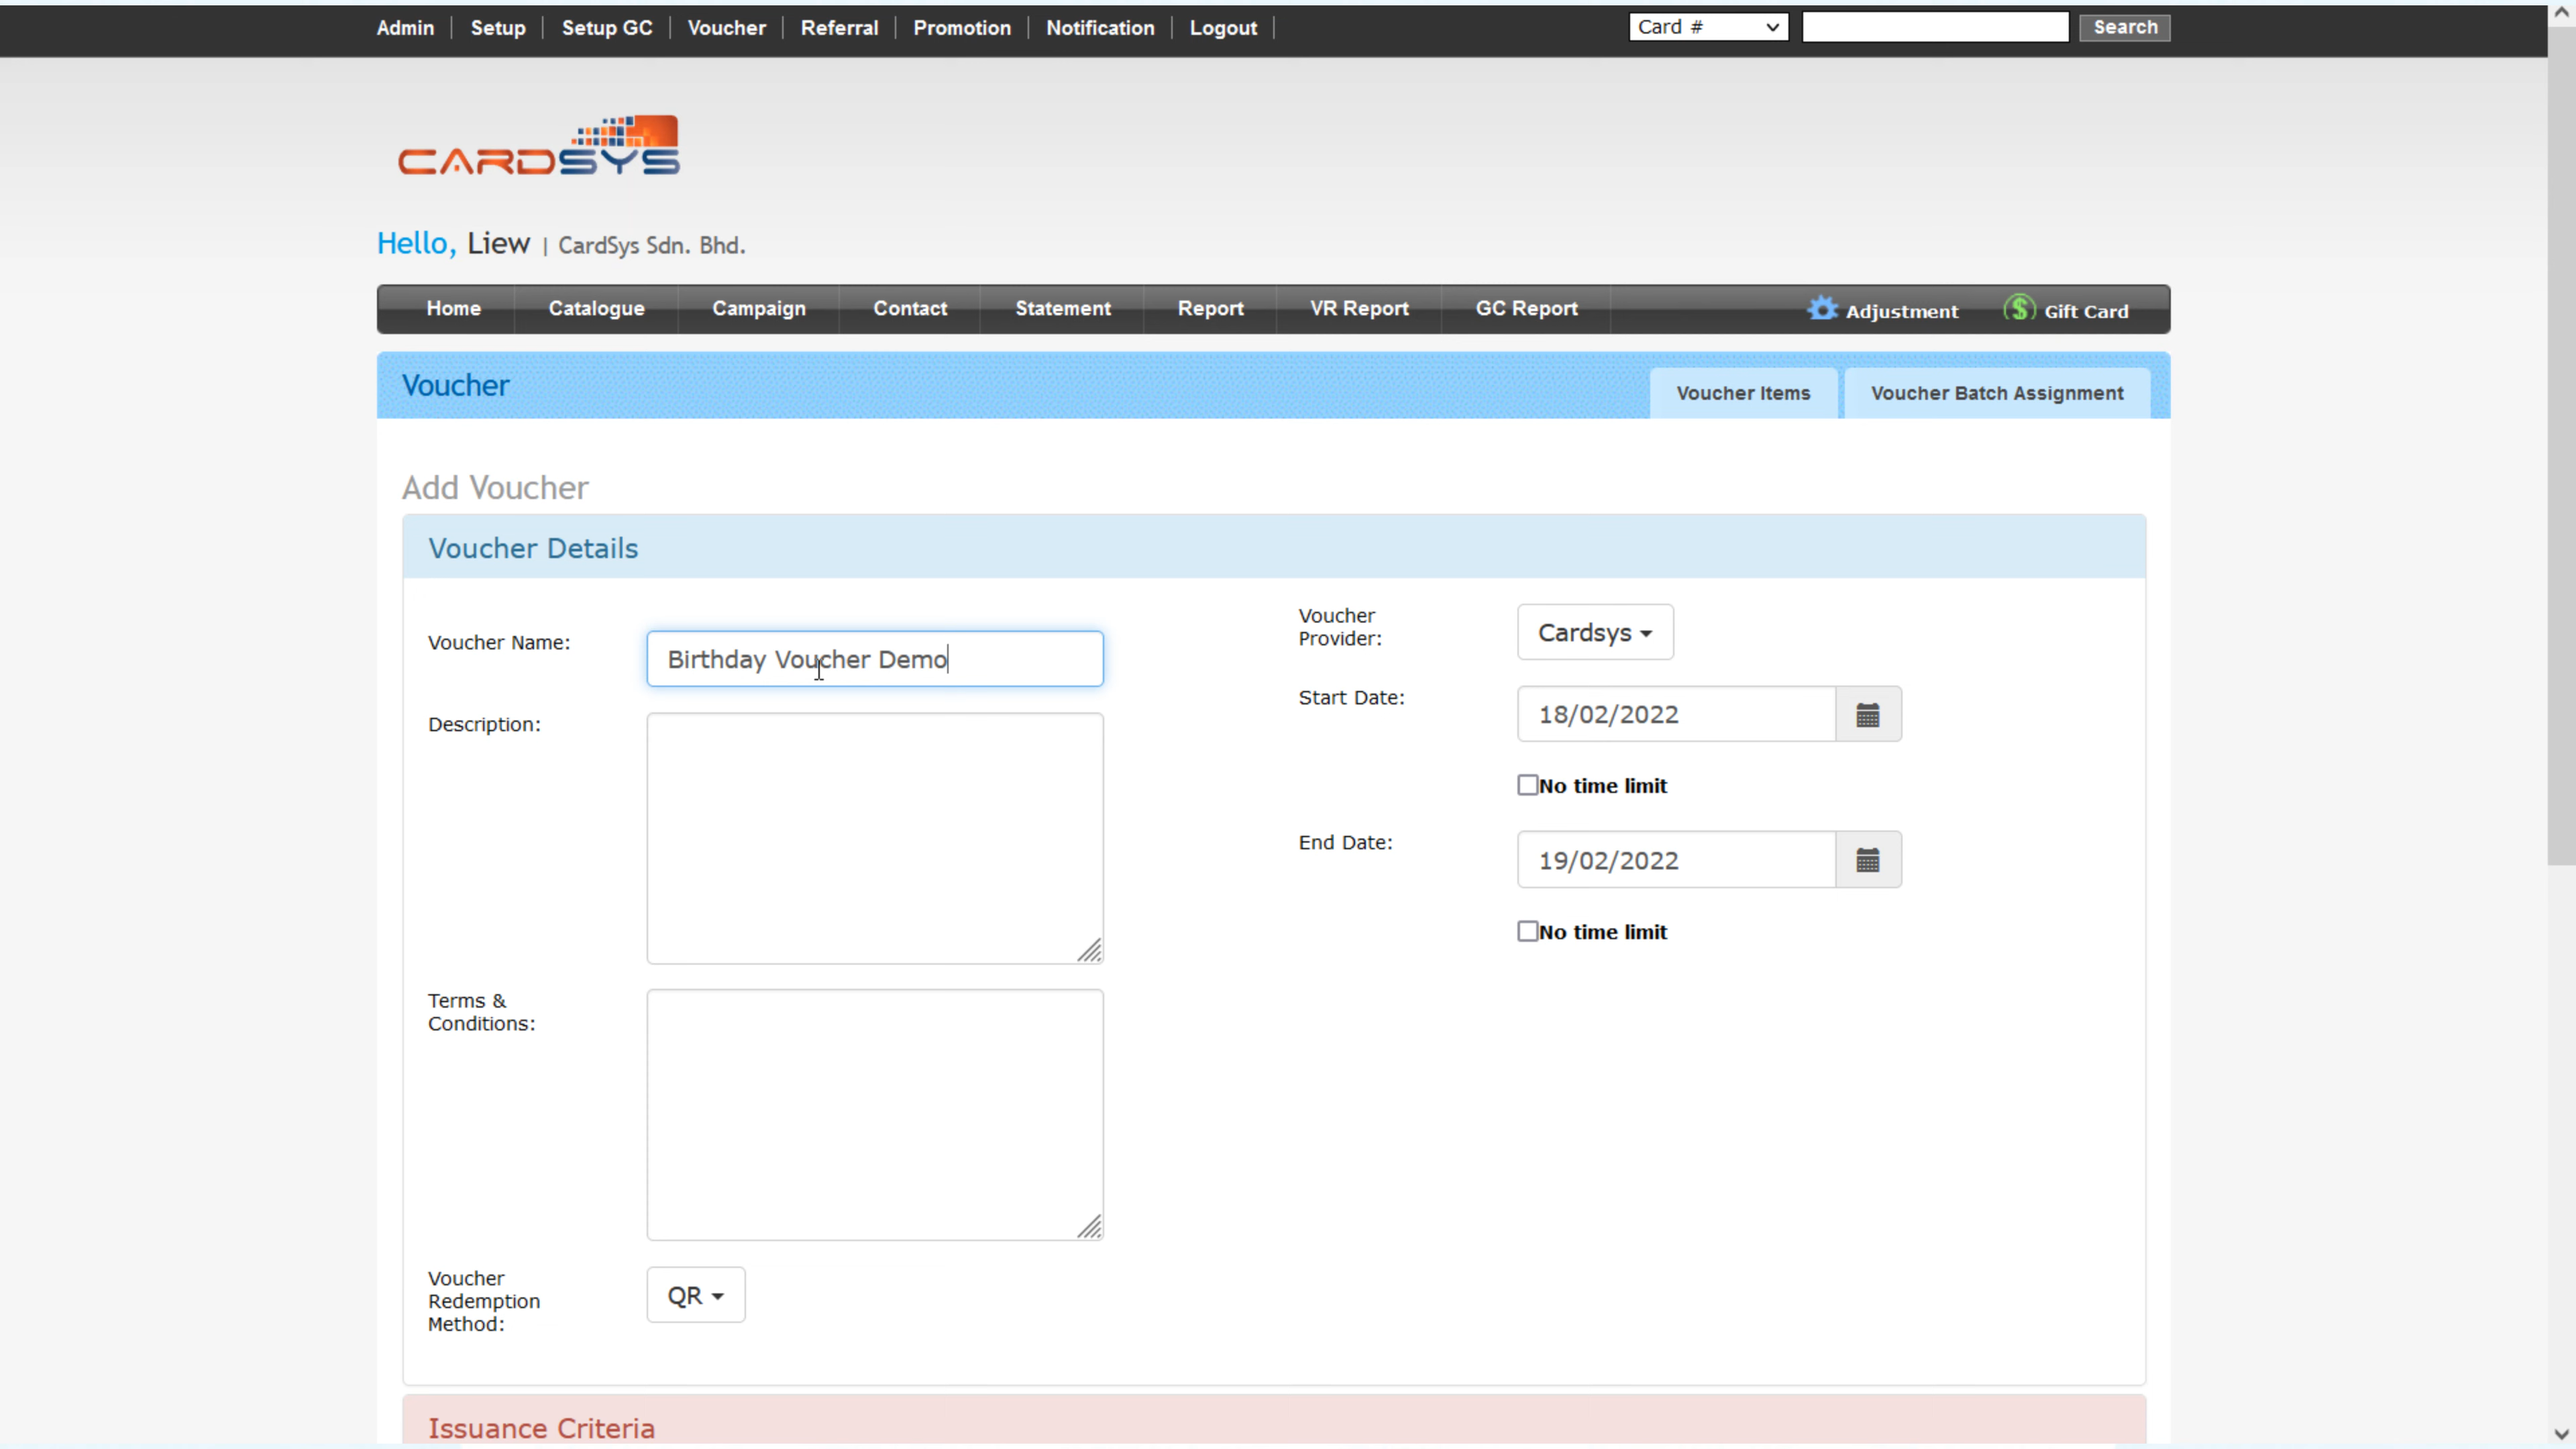 Admin Setup Setup GC Voucher Referral Promotion Notification Logout Card # Search
CARDSYS
Hello, Liew | CardSys Sdn. Bhd.
Home Catalogue Campaign Contact Statement Report VR Report GC Report Adjustment Gift Card
Voucher Voucher Items Voucher Batch Assignment
Add Voucher
Voucher Details
Voucher Name: Birthday Voucher Demo
Description:
Terms &
Conditions:
Voucher
Redemption
Method:
QR
Voucher
Provider:
Cardsys
Start Date: 18/02/2022
No time limit
End Date: 19/02/2022
No time limit
Issuance Criteria